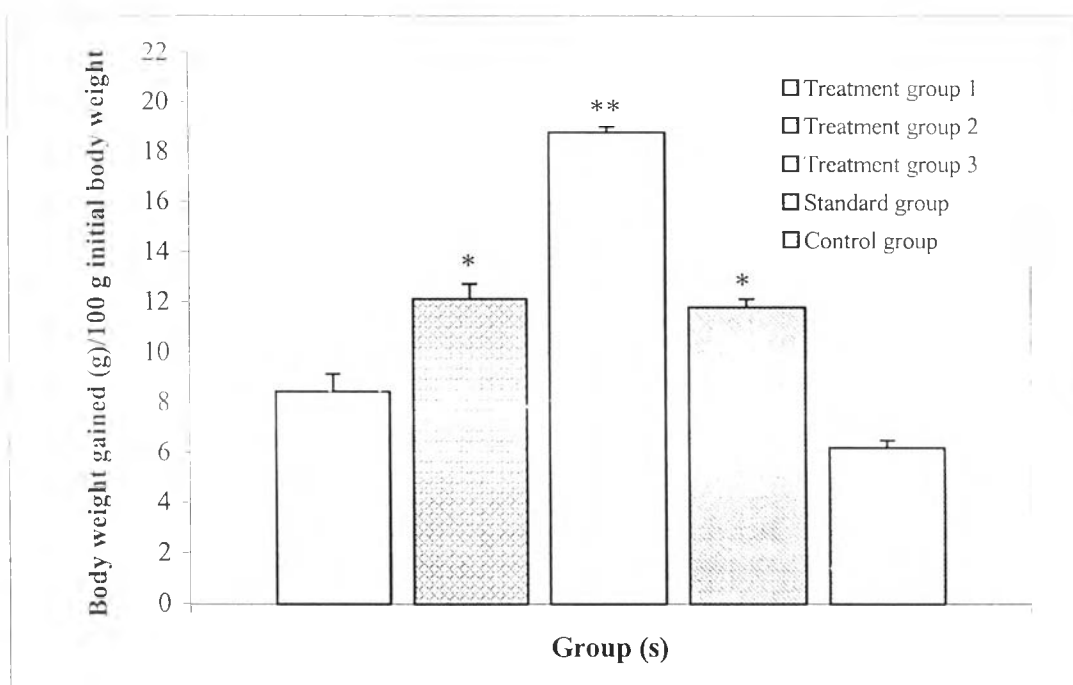 Body weight gained (g)/100 g initial body weight
22
20
18
16
14
12
10
8
6
4
2
0
*
**
*
Treatment group 1
Treatment group 2
Treatment group 3
Standard group
Control group
Group (s)